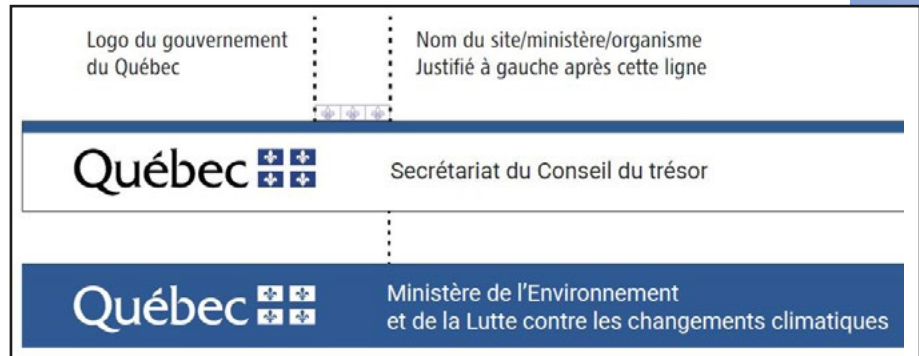 Logo du gouvernement
du Québec
Nom du site/ministère/organisme
Justifié à gauche après cette ligne
Québec
Secrétariat du Conseil du trésor
Québec
Ministère de l’Environnement
et de la Lutte contre les changements climatiques